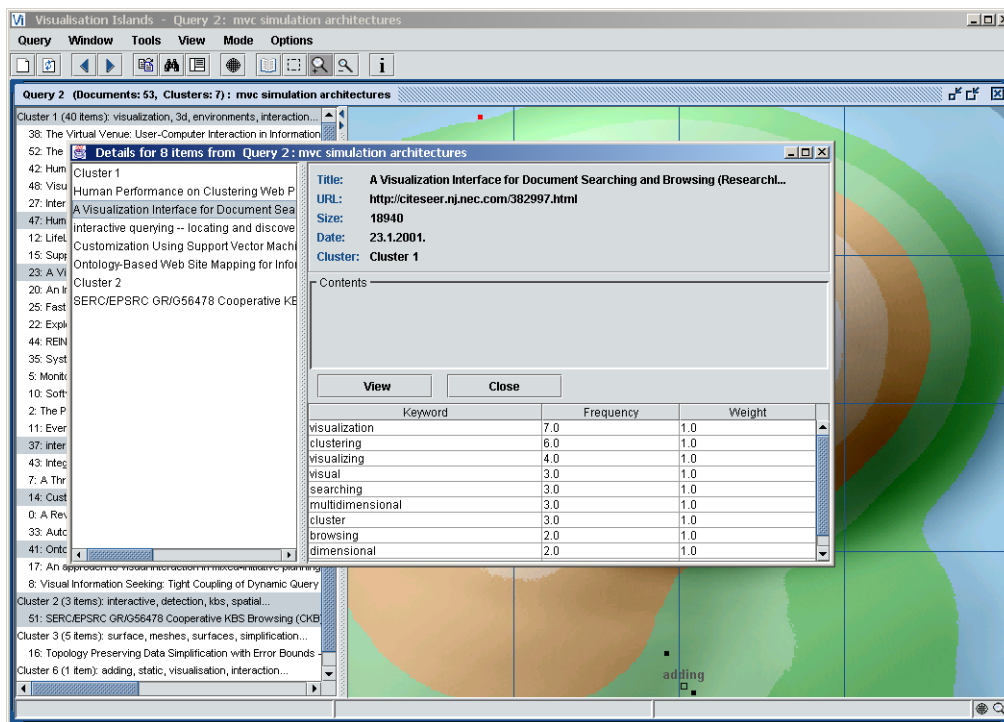 Vi Visualisation Islands - Query 2: mvc simulation architectures
Query Window Tools View Mode Options
i
Query 2 (Documents: 53, Clusters: 7) : mvc simulation architectures
Cluster 1 (40 items): visualization, 3d, environments, interaction...
38: The Virtual Venue: User-Computer Interaction in Information
52: The
42: Hum
48: Visu
27: Inter
47: Hum
12: LifeL
15: Supp
23: A Vi
20: An Ir
25: Fast
22: Explo
44: REIN
35: Syst
5: Monito
10: Soft
2: The P
11: Ever
37: inter
43: Integ
7: A Thr
14: Cust
0: A Rev
33: Auto
41: Onto
17: An approach to visual interaction in mixed-initiative planning
8: Visual Information Seeking: Tight Coupling of Dynamic Query
Cluster 2 (3 items): interactive, detection, kbs, spatial...
51: SERC/EPSRC GR/G56478 Cooperative KBS Browsing (CKB
Cluster 3 (5 items): surface, meshes, surfaces, simplification...
16: Topology Preserving Data Simplification with Error Bounds -
Cluster 6 (1 item): adding, static, visualisation, interaction...
Details for 8 items from Query 2: mvc simulation architectures
Cluster 1
Human Performance on Clustering Web P
A Visualization Interface for Document Sea
interactive querying -- locating and discove
Customization Using Support Vector Machi
Ontology-Based Web Site Mapping for Infor
Cluster 2
SERC/EPSRC GR/G56478 Cooperative KE
Title: A Visualization Interface for Document Searching and Browsing (ResearchI...
URL: http://citeseer.nj.nec.com/382997.html
Size: 18940
Date: 23.1.2001.
Cluster: Cluster 1
Contents
View Close
Keyword Frequency Weight
visualization 7.0 1.0
clustering 6.0 1.0
visualizing 4.0 1.0
visual 3.0 1.0
searching 3.0 1.0
multidimensional 3.0 1.0
cluster 3.0 1.0
browsing 2.0 1.0
dimensional 2.0 1.0
adding